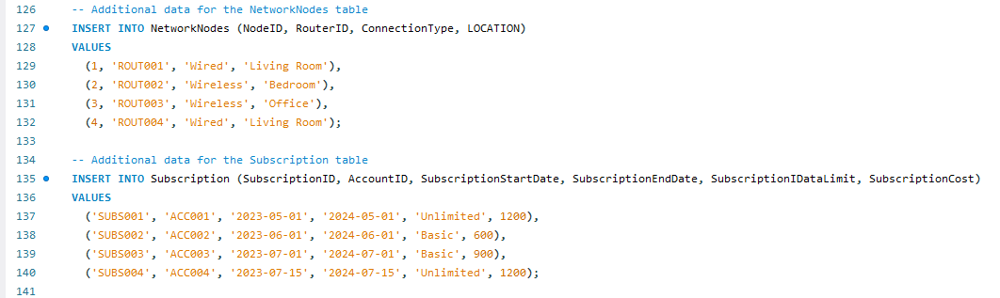 126 -- Additional data for the NetworkNodes table
127 INSERT INTO NetworkNodes (NodeID, RouterID, ConnectionType, LOCATION)
128 VALUES
129 (1, 'ROUT001', 'Wired', 'Living Room'),
130 (2, 'ROUT002', 'Wireless', 'Bedroom'),
131 (3, 'ROUT003', 'Wireless', 'Office'),
132 (4, 'ROUT004', 'Wired', 'Living Room');
133
134 -- Additional data for the Subscription table
135 INSERT INTO Subscription (SubscriptionID, AccountID, SubscriptionStartDate, SubscriptionEndDate, SubscriptionIDataLimit, SubscriptionCost)
136 VALUES
137 ('SUBS001', 'ACC001', '2023-05-01', '2024-05-01', 'Unlimited', 1200),
138 ('SUBS002', 'ACC002', '2023-06-01', '2024-06-01', 'Basic', 600),
139 ('SUBS003', 'ACC003', '2023-07-01', '2024-07-01', 'Basic', 900),
140 ('SUBS004', 'ACC004', '2023-07-15', '2024-07-15', 'Unlimited', 1200);
141